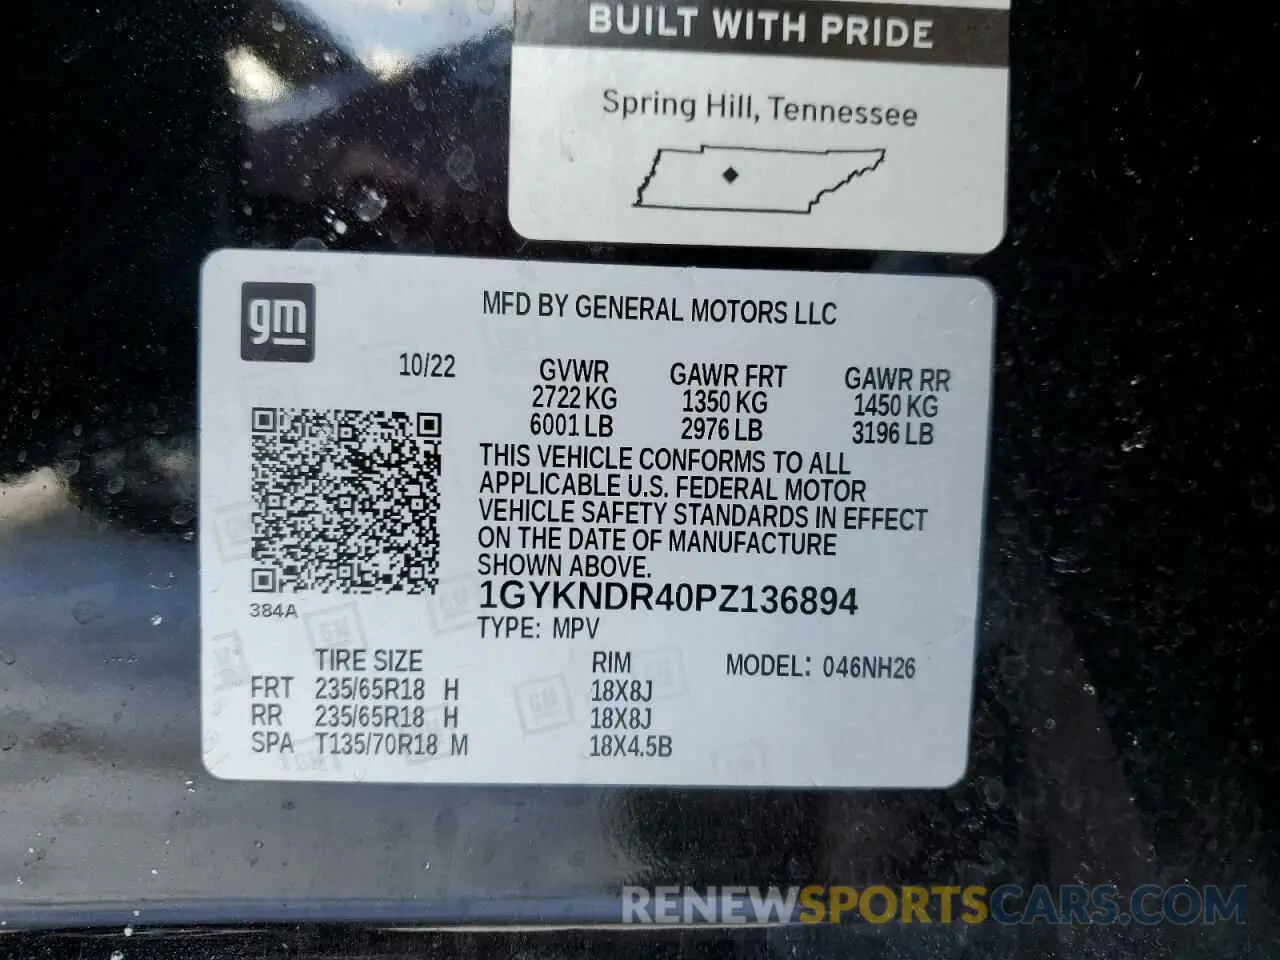 BUILT WITH PRIDE
Spring Hill, Tennessee
gm
MFD BY GENERAL MOTORS LLC
10/22
GVWR GAWR FRT GAWR RR
2722 KG 1350 KG 1450 KG
6001 LB 2976 LB 3196 LB
THIS VEHICLE CONFORMS TO ALL
APPLICABLE U.S. FEDERAL MOTOR
VEHICLE SAFETY STANDARDS IN EFFECT
ON THE DATE OF MANUFACTURE
SHOWN ABOVE.
384A
1GYKNDR40PZ136894
TYPE: MPV
TIRE SIZE RIM MODEL: 046NH26
FRT 235/65R18 H 18X8J
RR 235/65R18 H 18X8J
SPA T135/70R18 M 18X4.5B
RENEWSPORTSCARS.COM